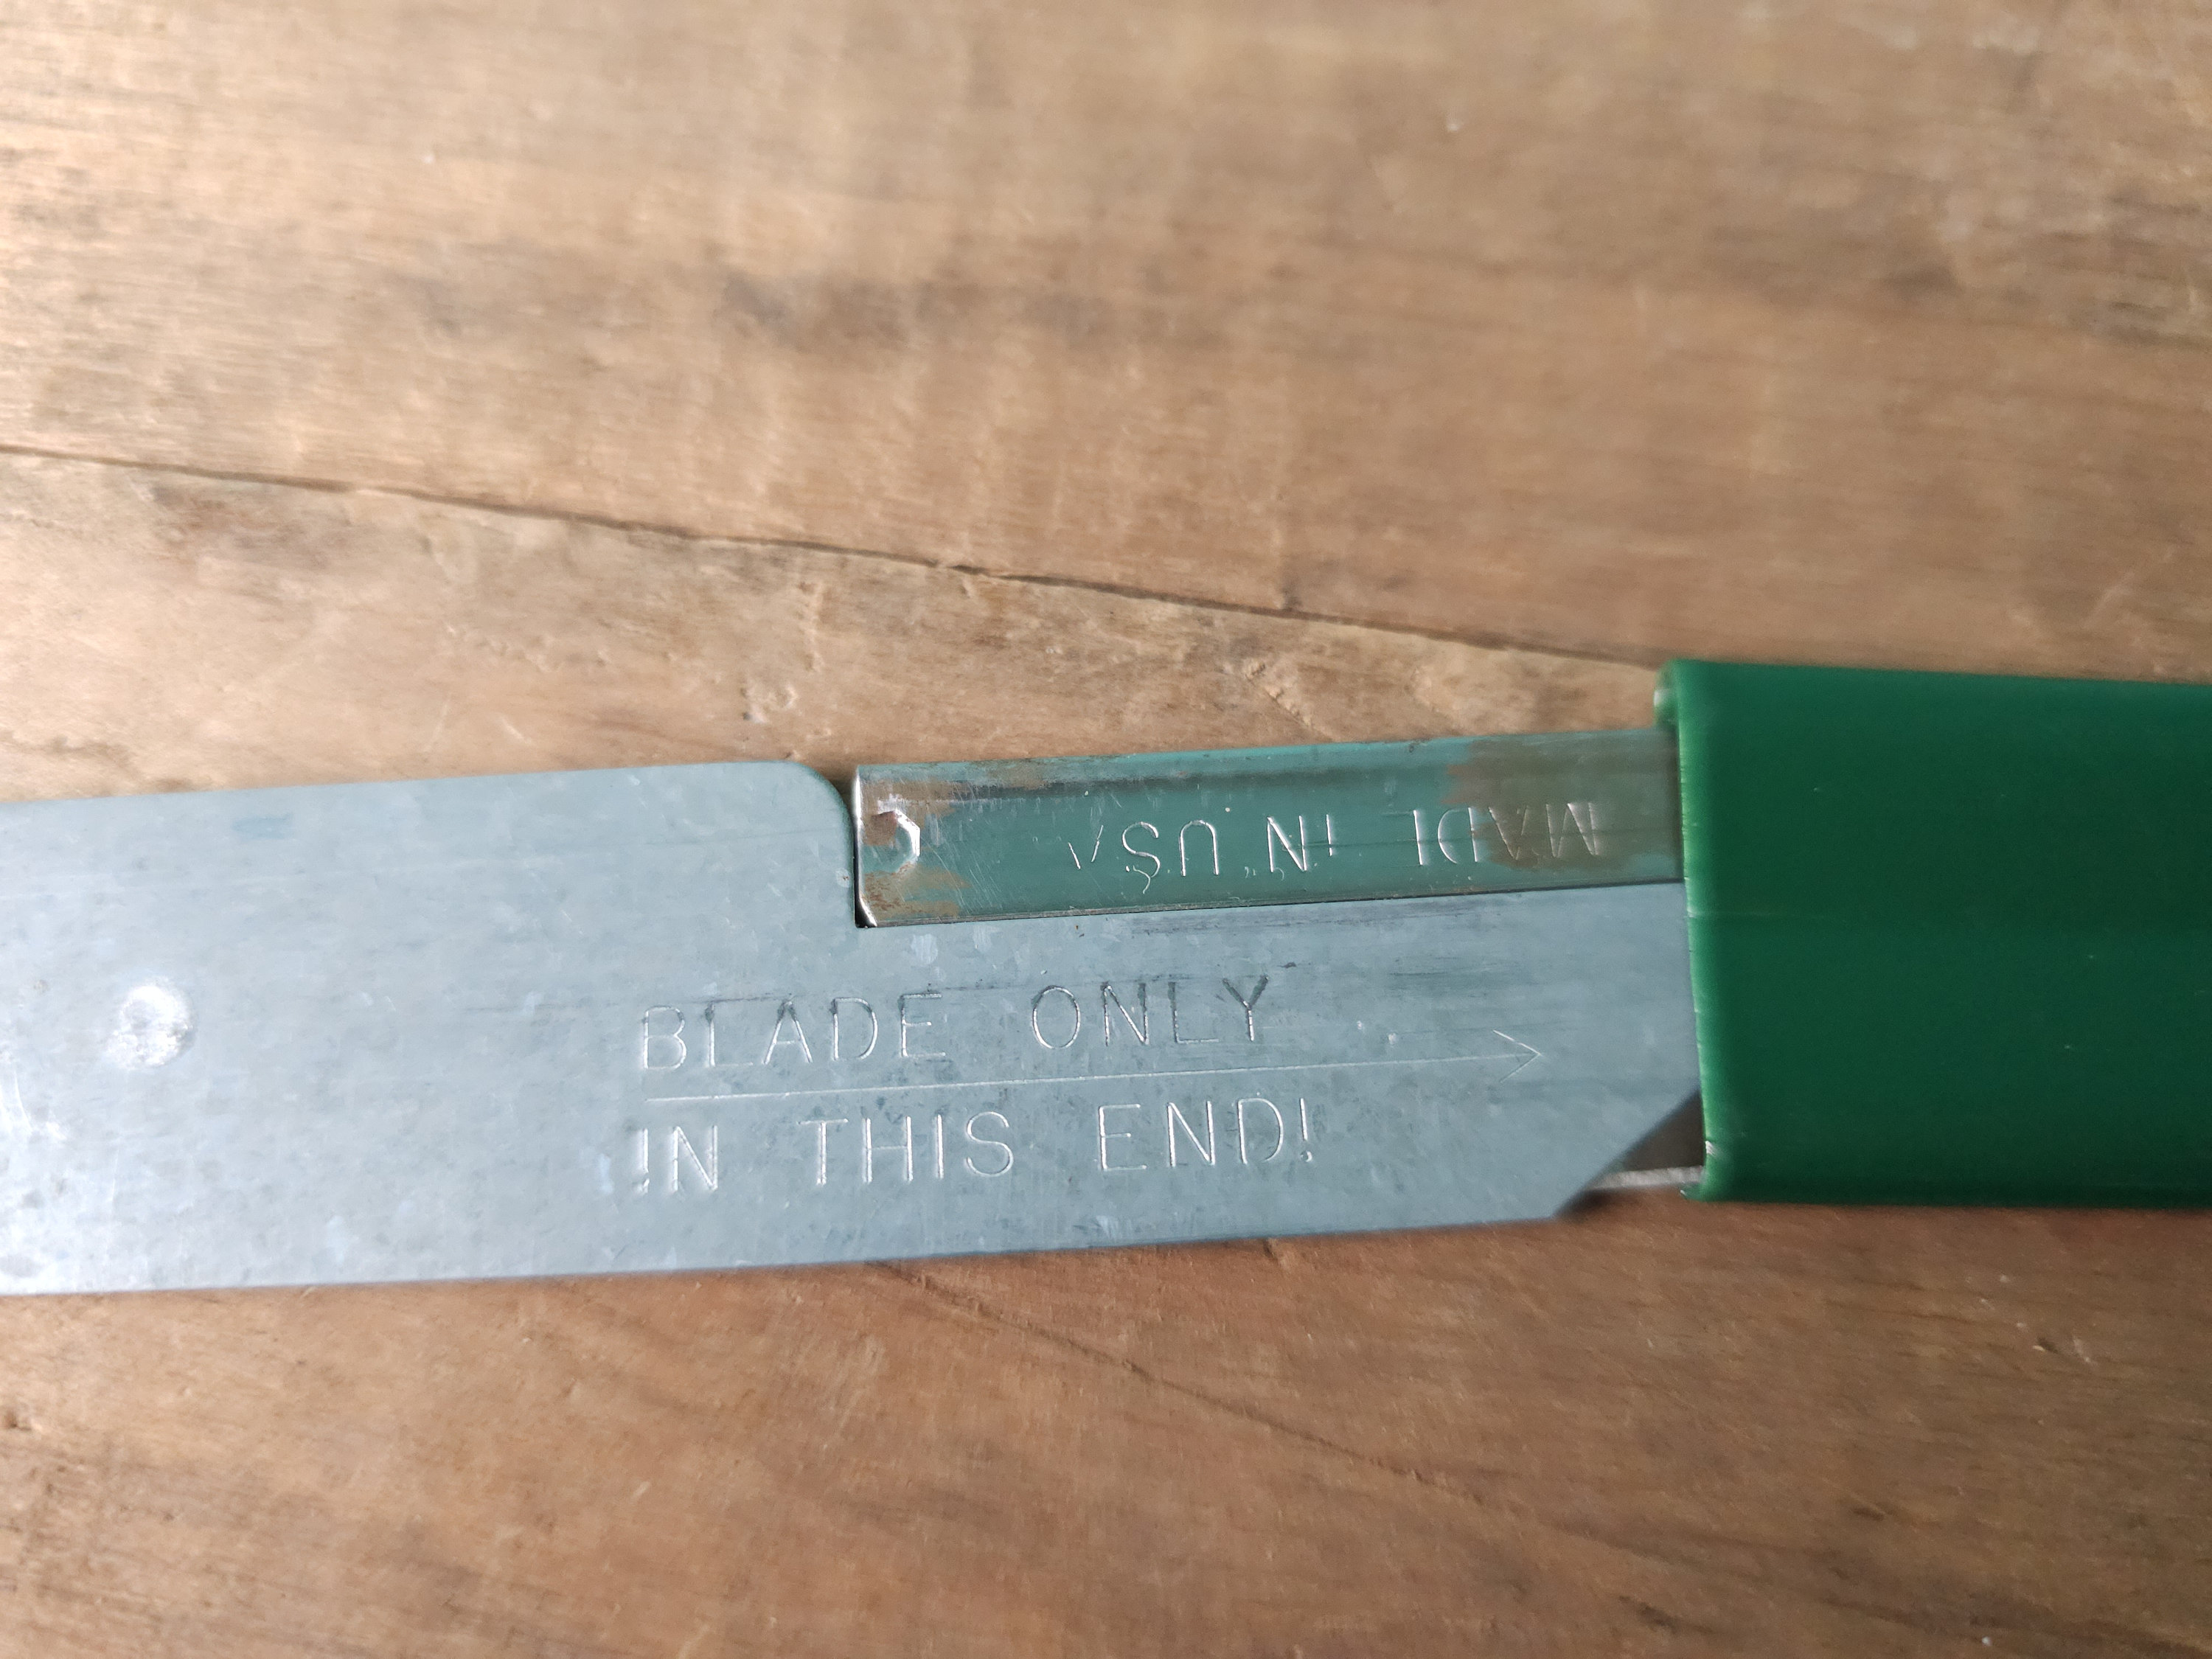 MADE IN USA
BLADE ONLY
IN THIS END!